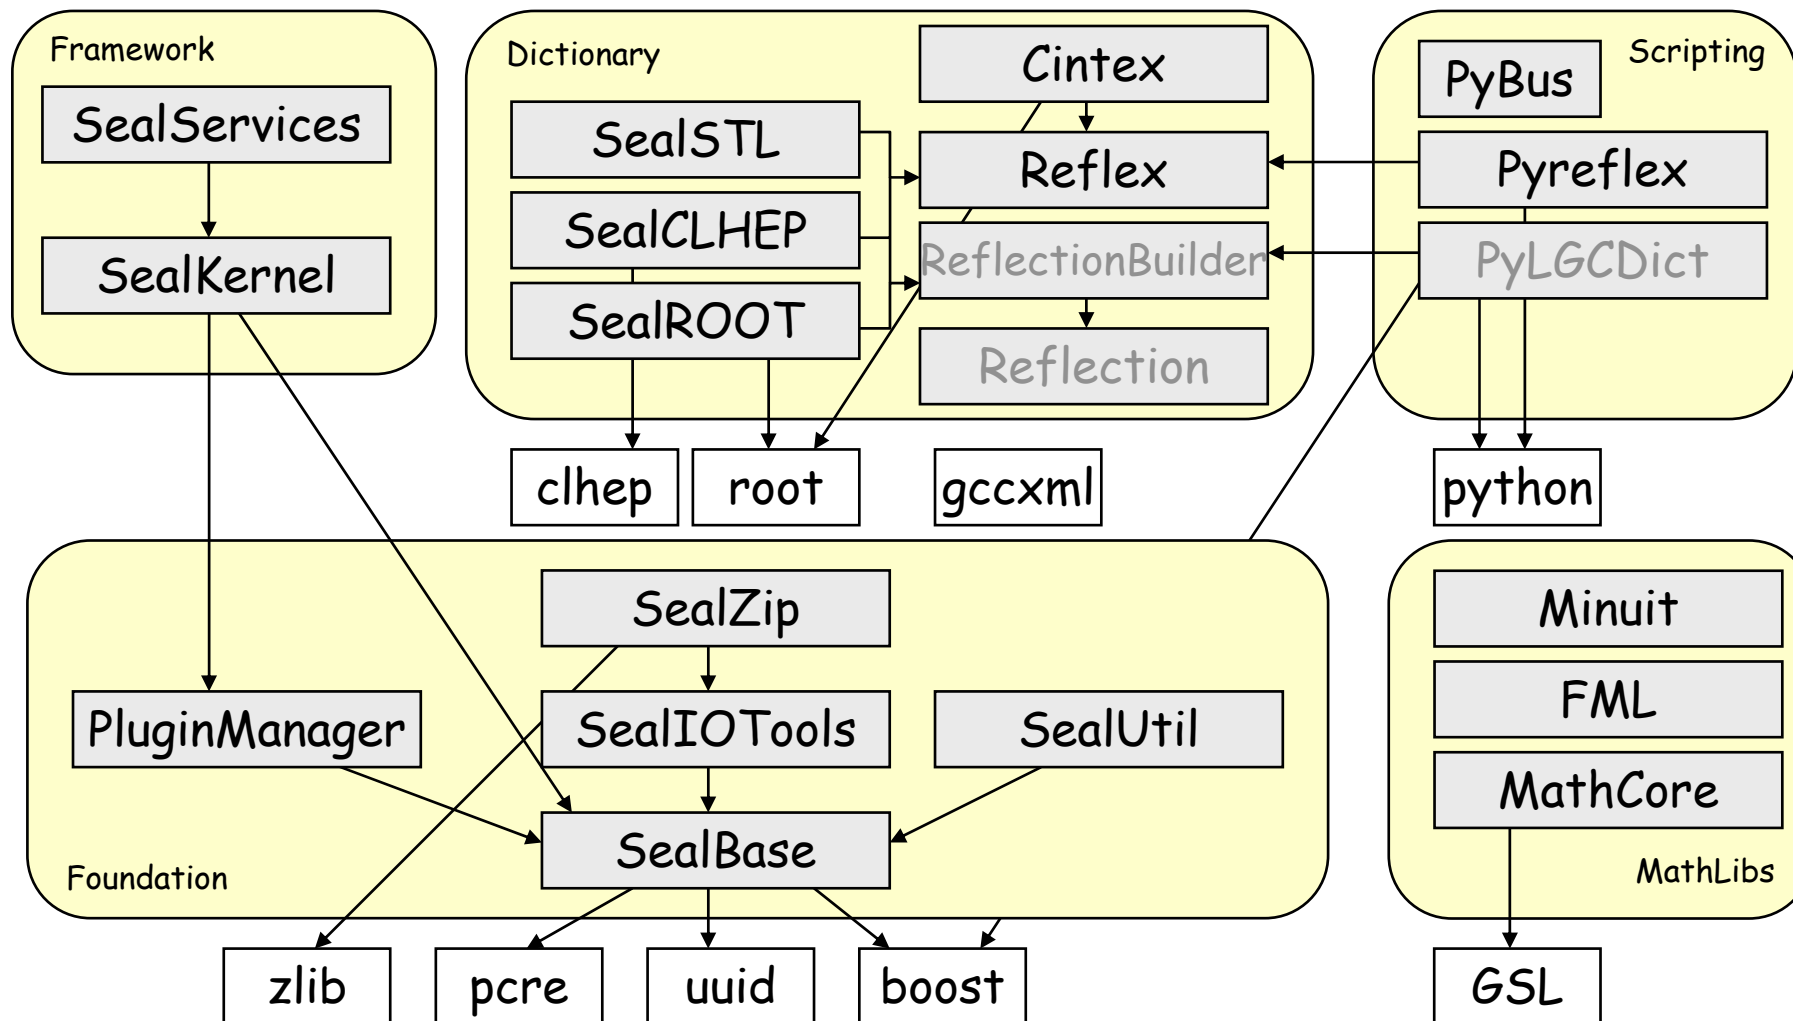 Framework
SealServices
SealKernel
Dictionary
SealSTL
SealCLHEP
SealROOT
Cintex
Reflex
ReflectionBuilder
Reflection
Scripting
PyBus
Pyreflex
PyLGCDict
clhep
root
gccxml
python
SealZip
PluginManager
SealIOTools
SealUtil
SealBase
Foundation
Minuit
FML
MathCore
MathLibs
zlib
pcre
uuid
boost
GSL